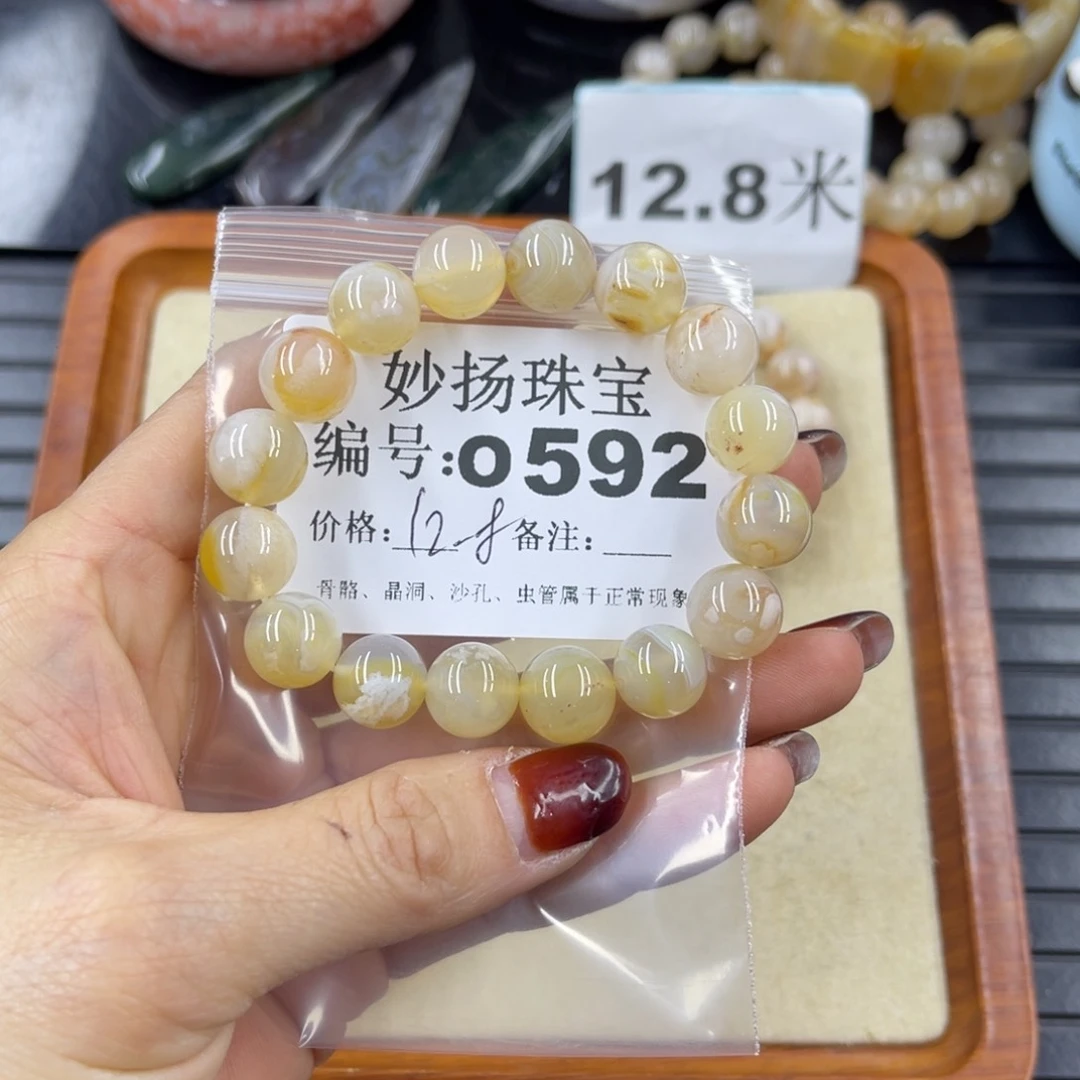 12.8米
妙扬珠宝
编号:0592
价格:12.8 备注:____
骨骼、晶洞、沙孔、虫管属于正常现象